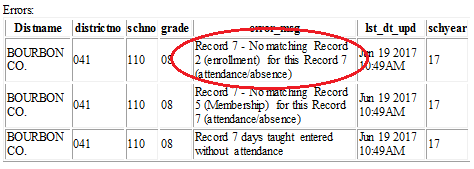 Errors:
Distname districtno schno grade error_msg lst_dt_upd schyear
BOURBON CO. 041 110 08 Record 7 - No matching Record 2 (enrollment) for this Record 7 (attendance/absence) Jun 19 2017 10:49AM 17
BOURBON CO. 041 110 08 Record 7 - No matching Record 5 (Membership) for this Record 7 (attendance/absence) Jun 19 2017 10:49AM 17
BOURBON CO. 041 110 08 Record 7 days taught entered without attendance Jun 19 2017 10:49AM 17